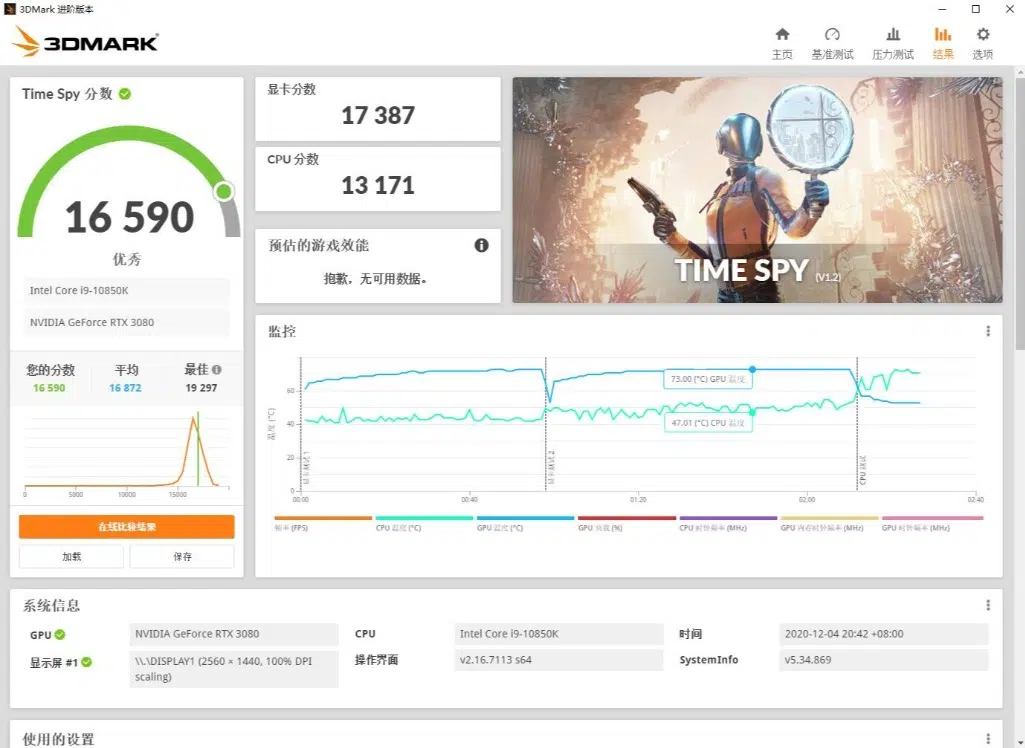 3DMark 进阶版本
3DMARK
主页
基准测试
压力测试
结果
选项
Time Spy 分数
16 590
优秀
Intel Core i9-10850K
NVIDIA GeForce RTX 3080
您的分数
平均
最佳
16 590
16 872
19 297
0
5000
10000
15000
在线比较结果
加载
保存
显卡分数
17 387
CPU 分数
13 171
预估的游戏效能
抱歉，无可用数据。
TIME SPY (V1.2)
监控
温度 (°C)
60
40
20
0
显卡测试 1
显卡测试 2
CPU 测试
73.00 (°C) GPU 温度
47.01 (°C) CPU 温度
00:00
00:40
01:20
02:00
02:40
帧率 (FPS)
CPU 温度 (°C)
GPU 温度 (°C)
GPU 负载 (%)
CPU 时钟频率 (MHz)
GPU 内存时钟频率 (MHz)
GPU 时钟频率 (MHz)
系统信息
GPU
NVIDIA GeForce RTX 3080
CPU
Intel Core i9-10850K
时间
2020-12-04 20:42 +08:00
显示屏 #1
\\.\DISPLAY1 (2560 × 1440, 100% DPI
scaling)
操作界面
v2.16.7113 s64
SystemInfo
v5.34.869
使用的设置